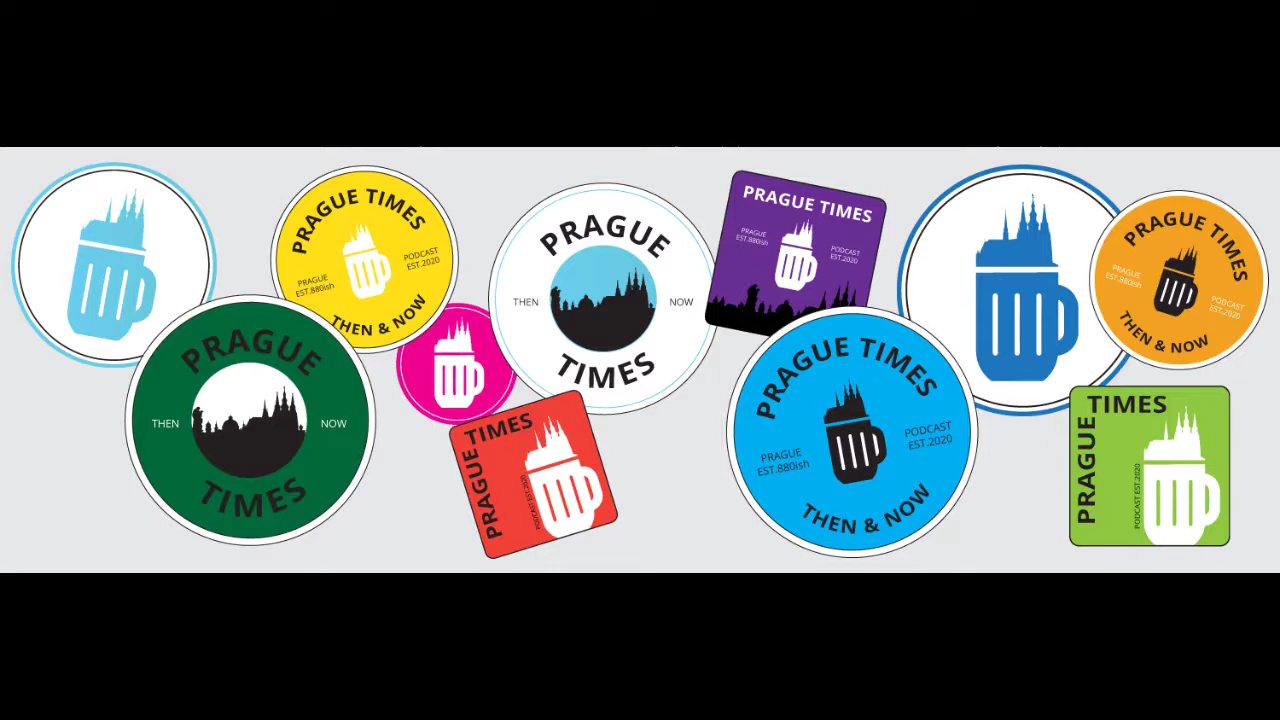 PRAGUE TIMES
PRAGUE
EST.880ish
PODCAST
EST.2020
THEN & NOW
PRAGUE
THEN
NOW
TIMES
PRAGUE
THEN
NOW
TIMES
PRAGUE TIMES
PODCAST EST.2020
PRAGUE TIMES
PRAGUE
EST.880ish
PODCAST
EST.2020
PRAGUE TIMES
PRAGUE
EST.880ish
PODCAST
EST.2020
THEN & NOW
PRAGUE TIMES
PRAGUE
EST.880ish
PODCAST
EST.2020
THEN & NOW
PRAGUE TIMES
PODCAST EST.2020